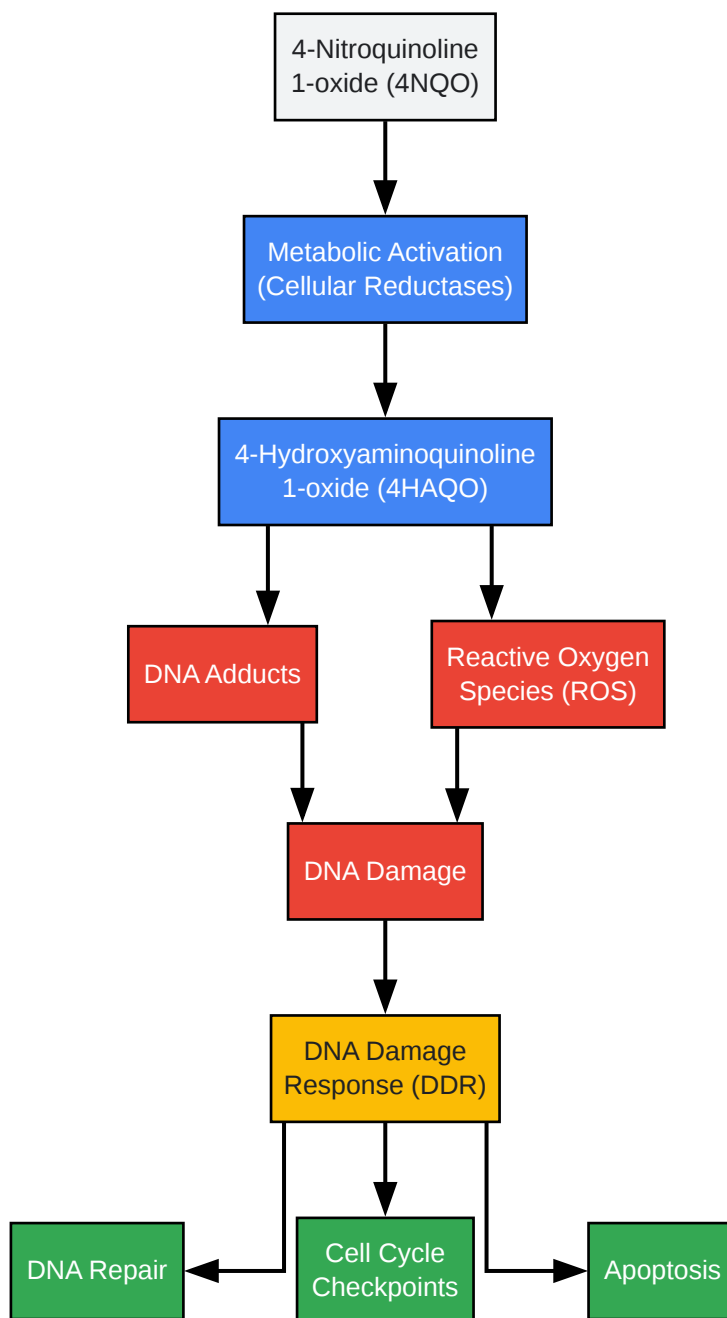 4-Nitroquinoline
1-oxide (4NQO)
Metabolic Activation
(Cellular Reductases)
4-Hydroxyaminoquinoline
1-oxide (4HAQO)
DNA Adducts
Reactive Oxygen
Species (ROS)
DNA Damage
DNA Damage
Response (DDR)
DNA Repair
Cell Cycle
Checkpoints
Apoptosis